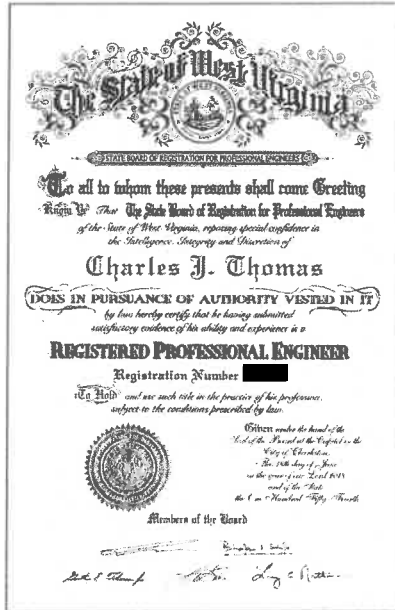 The State of West Virginia
STATE BOARD OF REGISTRATION FOR PROFESSIONAL ENGINEERS
To all to whom these presents shall come Greeting
Know Ye That The State Board of Registration for Professional Engineers
of the State of West Virginia, reposing special confidence in
the Intelligence, Integrity and Discretion of
Charles J. Thomas
DOES IN PURSUANCE OF AUTHORITY VESTED IN IT
by law hereby certify that he having submitted
satisfactory evidence of his ability and experience is a
REGISTERED PROFESSIONAL ENGINEER
Registration Number
To Hold and use such title in the practice of his profession,
subject to the conditions prescribed by law.
Given under the hand of the
Seal of the Board at the Capitol in the
City of Charleston
day of June
in the year of our Lord
and of the State
the One Hundred Fifty Fourth
Members of the Board